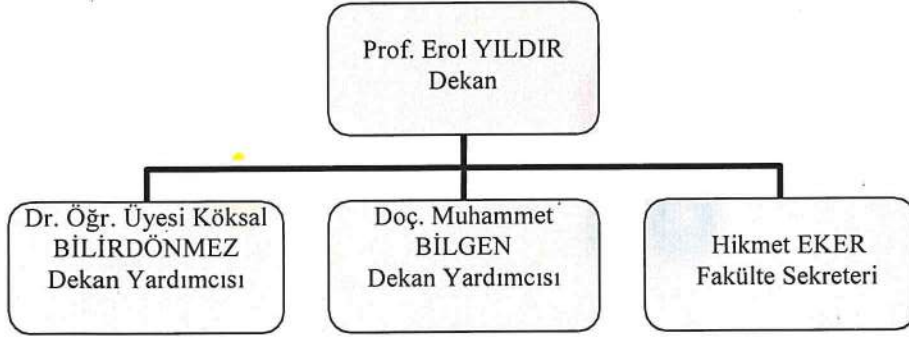 Prof. Erol YILDIR
Dekan
Dr. Öğr. Üyesi Köksal
BİLİRDÖNMEZ
Dekan Yardımcısı
Doç. Muhammet
BİLGEN
Dekan Yardımcısı
Hikmet EKER
Fakülte Sekreteri